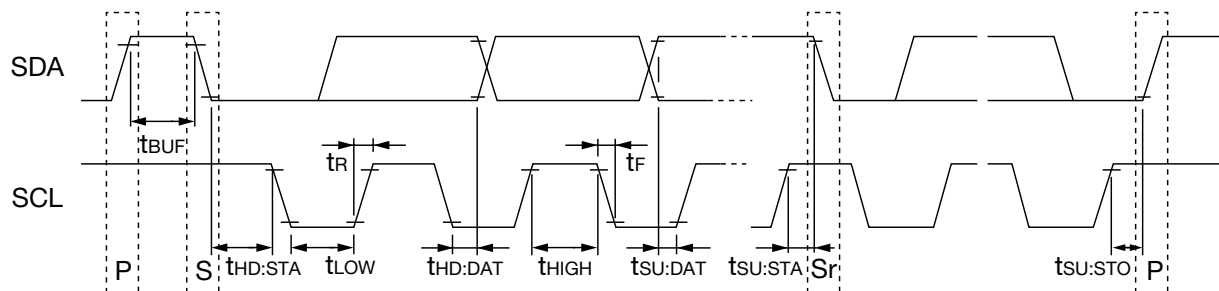 SDA
tBUF
tR
tF
SCL
P
S
tHD:STA
tLOW
tHD:DAT
tHIGH
tSU:DAT
tSU:STA
Sr
tSU:STO
P